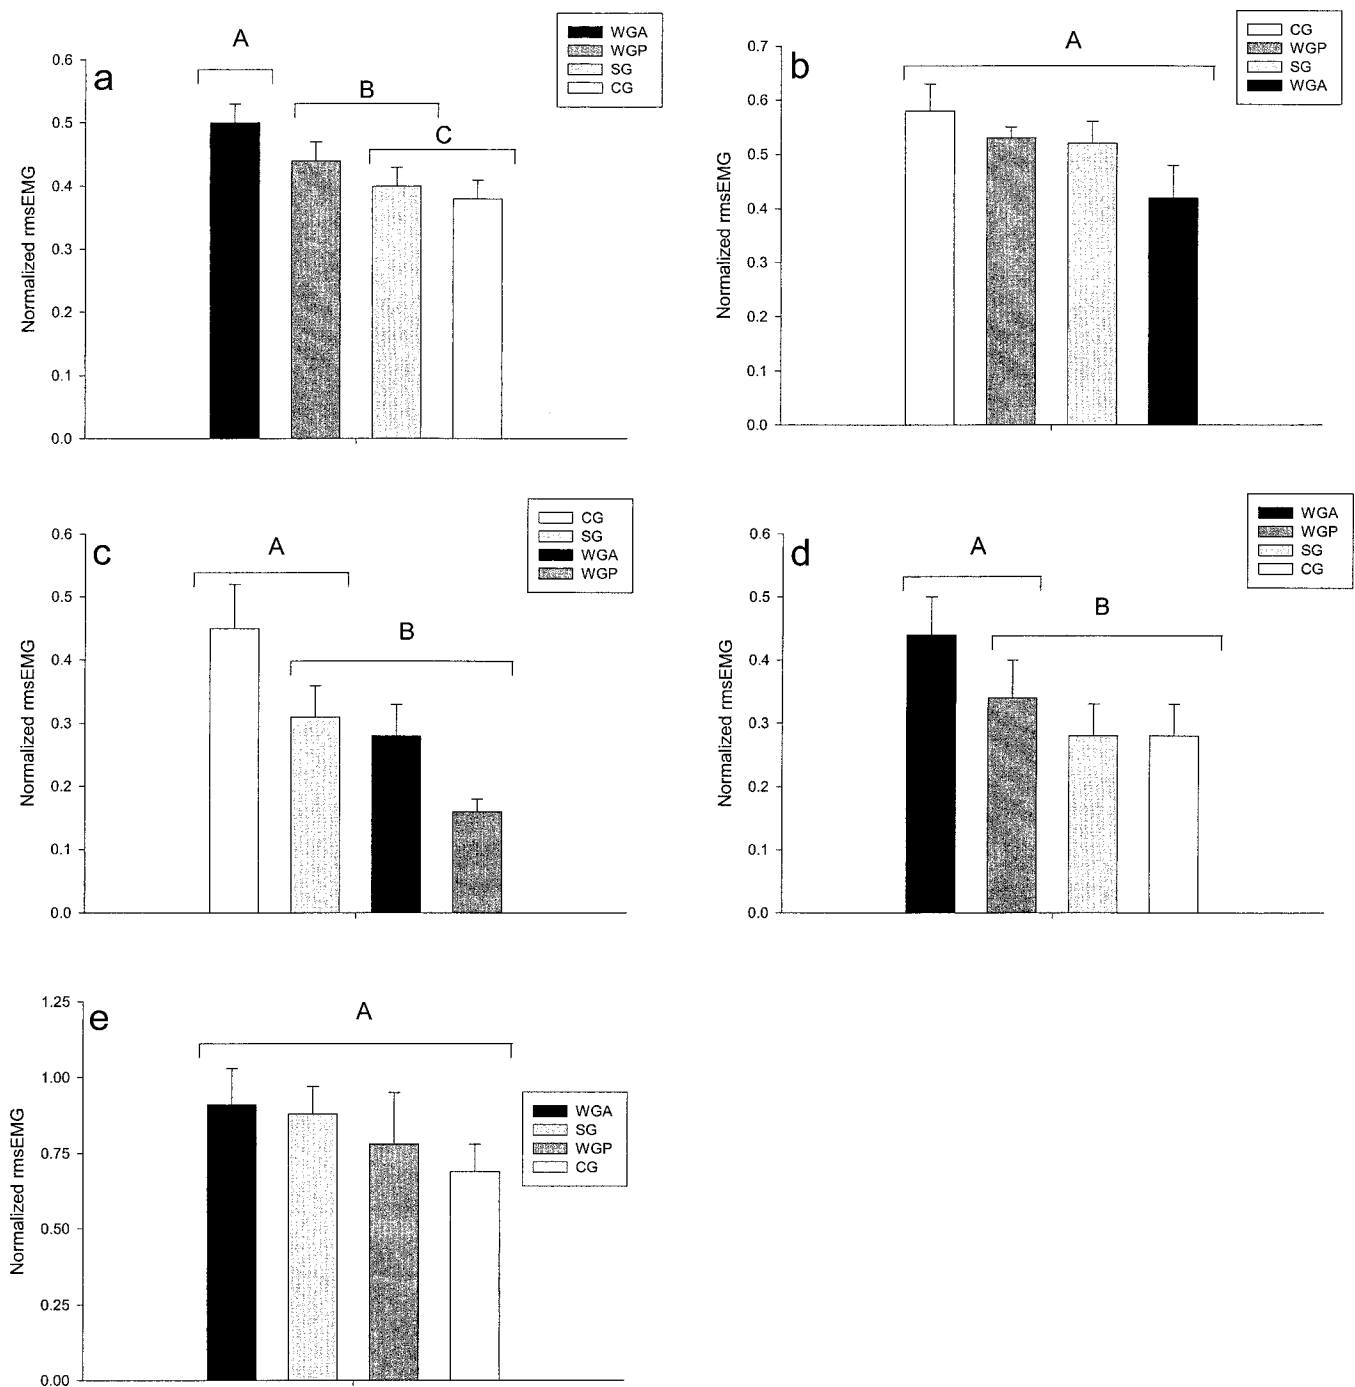 a
A
B
C
WGA
WGP
SG
CG
0.6
0.5
0.4
0.3
0.2
0.1
0.0
Normalized rmsEMG
b
A
CG
WGP
SG
WGA
0.7
0.6
0.5
0.4
0.3
0.2
0.1
0.0
Normalized rmsEMG
c
A
B
CG
SG
WGA
WGP
0.6
0.5
0.4
0.3
0.2
0.1
0.0
Normalized rmsEMG
d
A
B
WGA
WGP
SG
CG
0.6
0.5
0.4
0.3
0.2
0.1
0.0
Normalized rmsEMG
e
A
WGA
SG
WGP
CG
1.25
1.00
0.75
0.50
0.25
0.00
Normalized rmsEMG